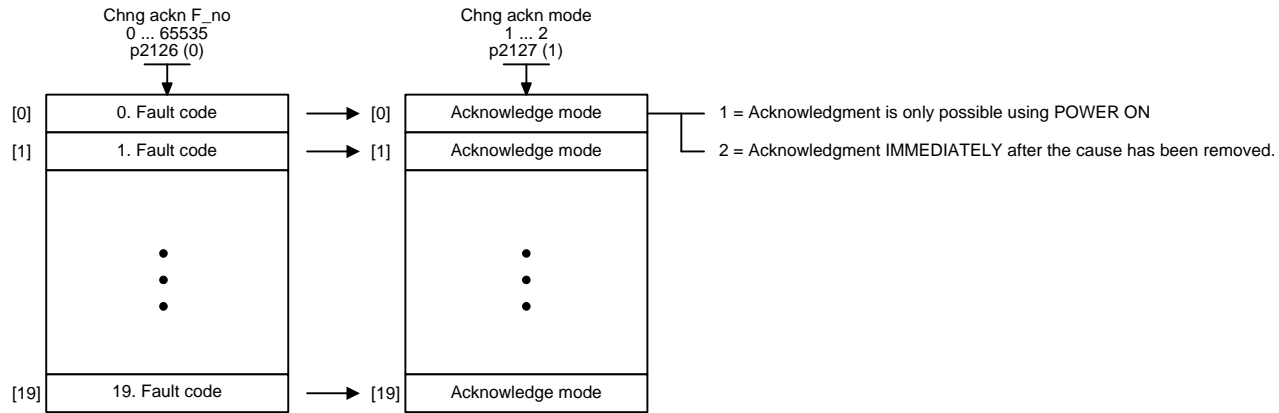 Chng ackn F_no
0 ... 65535
p2126 (0)
Chng ackn mode
1 ... 2
p2127 (1)
[0] 0. Fault code [0] Acknowledge mode 1 = Acknowledgment is only possible using POWER ON
[1] 1. Fault code [1] Acknowledge mode 2 = Acknowledgment IMMEDIATELY after the cause has been removed.
[19] 19. Fault code [19] Acknowledge mode